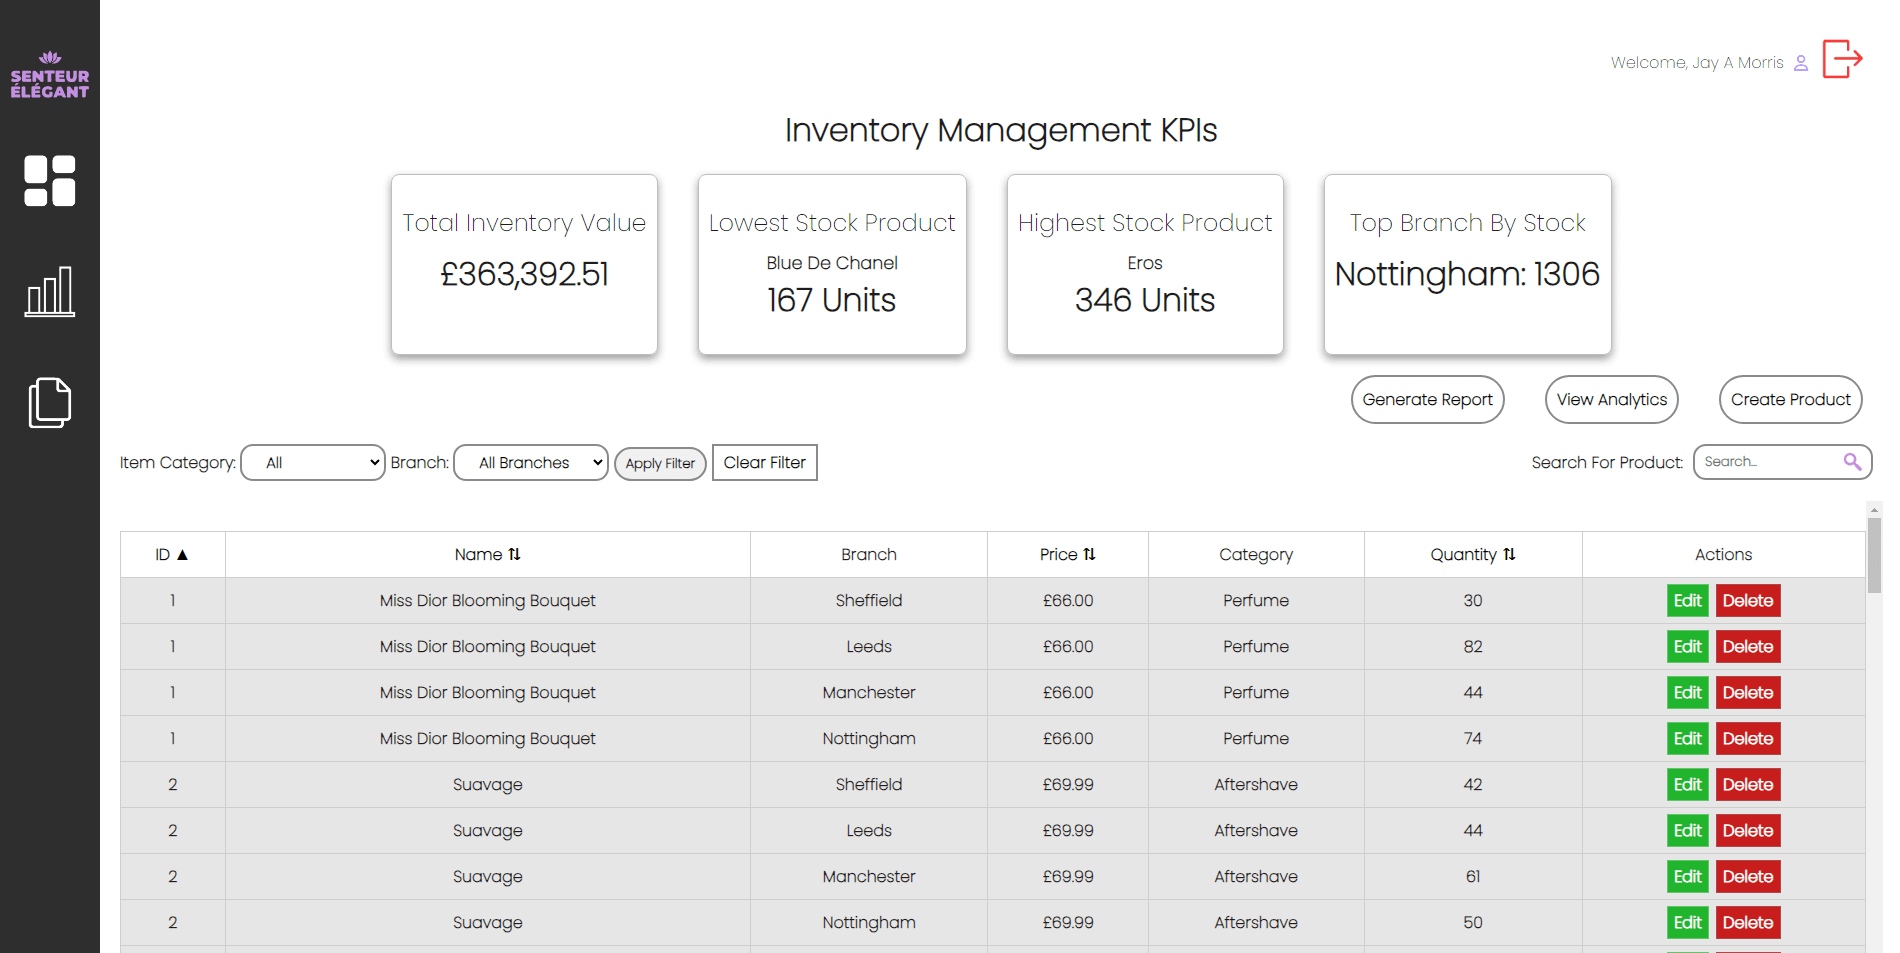 SENTEUR
ÉLÉGANT
Welcome, Jay A Morris
Inventory Management KPIs
Total Inventory Value
£363,392.51
Lowest Stock Product
Blue De Chanel
167 Units
Highest Stock Product
Eros
346 Units
Top Branch By Stock
Nottingham: 1306
Generate Report View Analytics Create Product
Item Category: All Branch: All Branches Apply Filter Clear Filter Search For Product: Search...
ID ▲ Name ⇅ Branch Price ⇅ Category Quantity ⇅ Actions
1 Miss Dior Blooming Bouquet Sheffield £66.00 Perfume 30 Edit Delete
1 Miss Dior Blooming Bouquet Leeds £66.00 Perfume 82 Edit Delete
1 Miss Dior Blooming Bouquet Manchester £66.00 Perfume 44 Edit Delete
1 Miss Dior Blooming Bouquet Nottingham £66.00 Perfume 74 Edit Delete
2 Suavage Sheffield £69.99 Aftershave 42 Edit Delete
2 Suavage Leeds £69.99 Aftershave 44 Edit Delete
2 Suavage Manchester £69.99 Aftershave 61 Edit Delete
2 Suavage Nottingham £69.99 Aftershave 50 Edit Delete